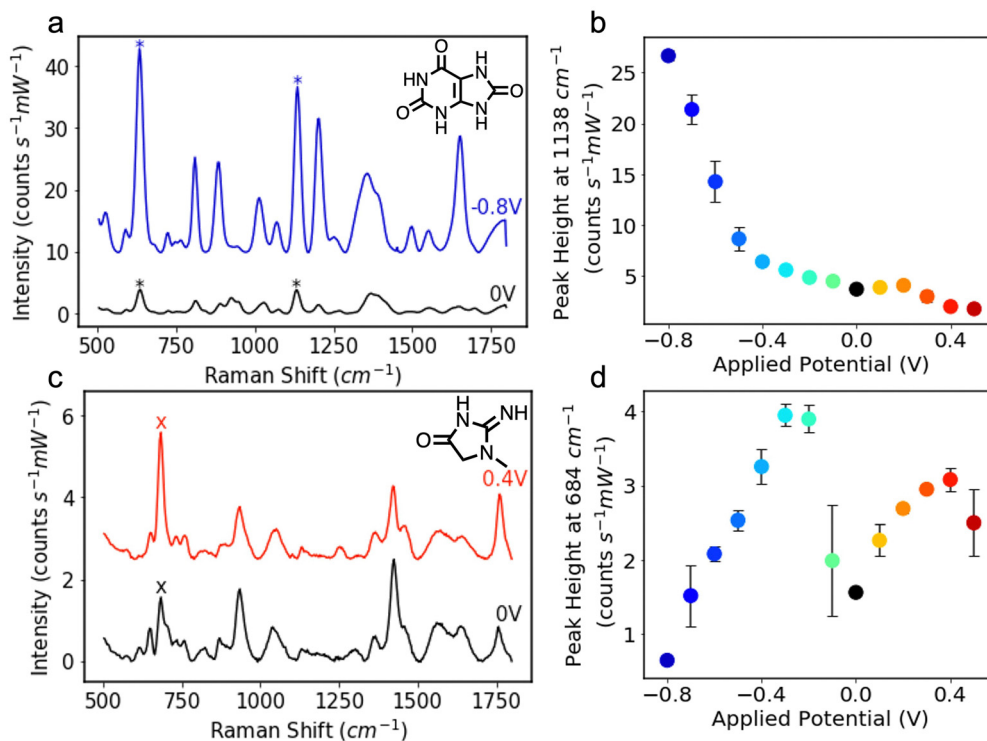 a
Intensity (counts s⁻¹mW⁻¹)
40
30
20
10
0
*
*
-0.8V
*
*
0V
O
HN
O
N
H
H
N
N
H
O
500
750
1000
1250
1500
1750
Raman Shift (cm⁻¹)
b
Peak Height at 1138 cm⁻¹
(counts s⁻¹mW⁻¹)
25
20
15
10
5
−0.8
−0.4
0.0
0.4
Applied Potential (V)
c
Intensity (counts s⁻¹mW⁻¹)
6
4
2
0
x
0.4V
x
0V
H
N
NH
O
N
500
750
1000
1250
1500
1750
Raman Shift (cm⁻¹)
d
Peak Height at 684 cm⁻¹
(counts s⁻¹mW⁻¹)
4
3
2
1
−0.8
−0.4
0.0
0.4
Applied Potential (V)